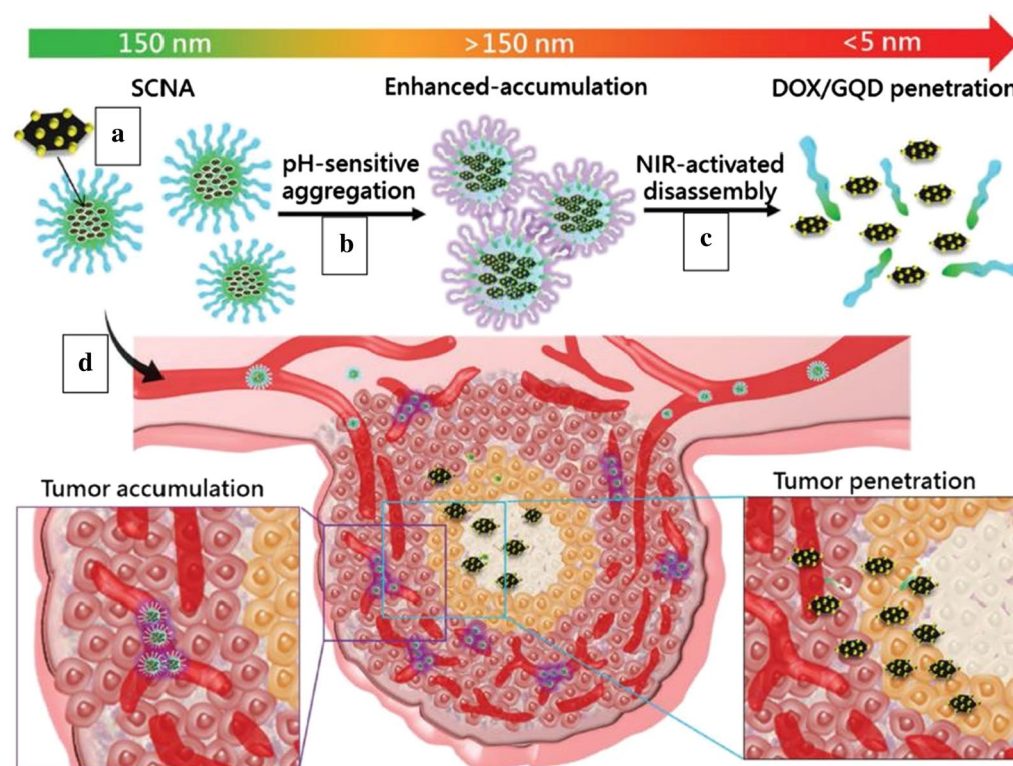 150 nm >150 nm <5 nm
SCNA Enhanced-accumulation DOX/GQD penetration
a
pH-sensitive
aggregation
b
NIR-activated
disassembly
c
d
Tumor accumulation
Tumor penetration